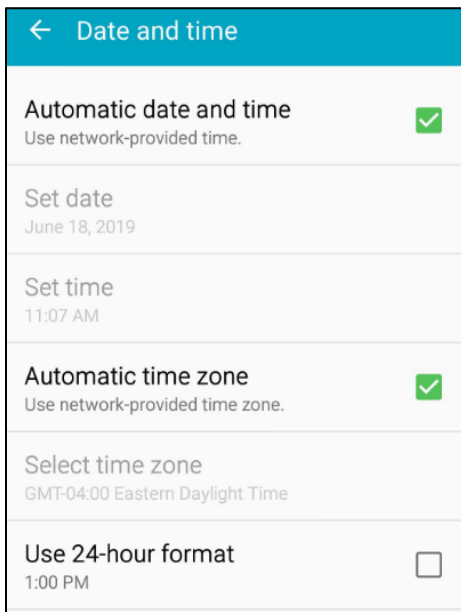 Date and time
Automatic date and time
Use network-provided time.
Set date
June 18, 2019
Set time
11:07 AM
Automatic time zone
Use network-provided time zone.
Select time zone
GMT-04:00 Eastern Daylight Time
Use 24-hour format
1:00 PM